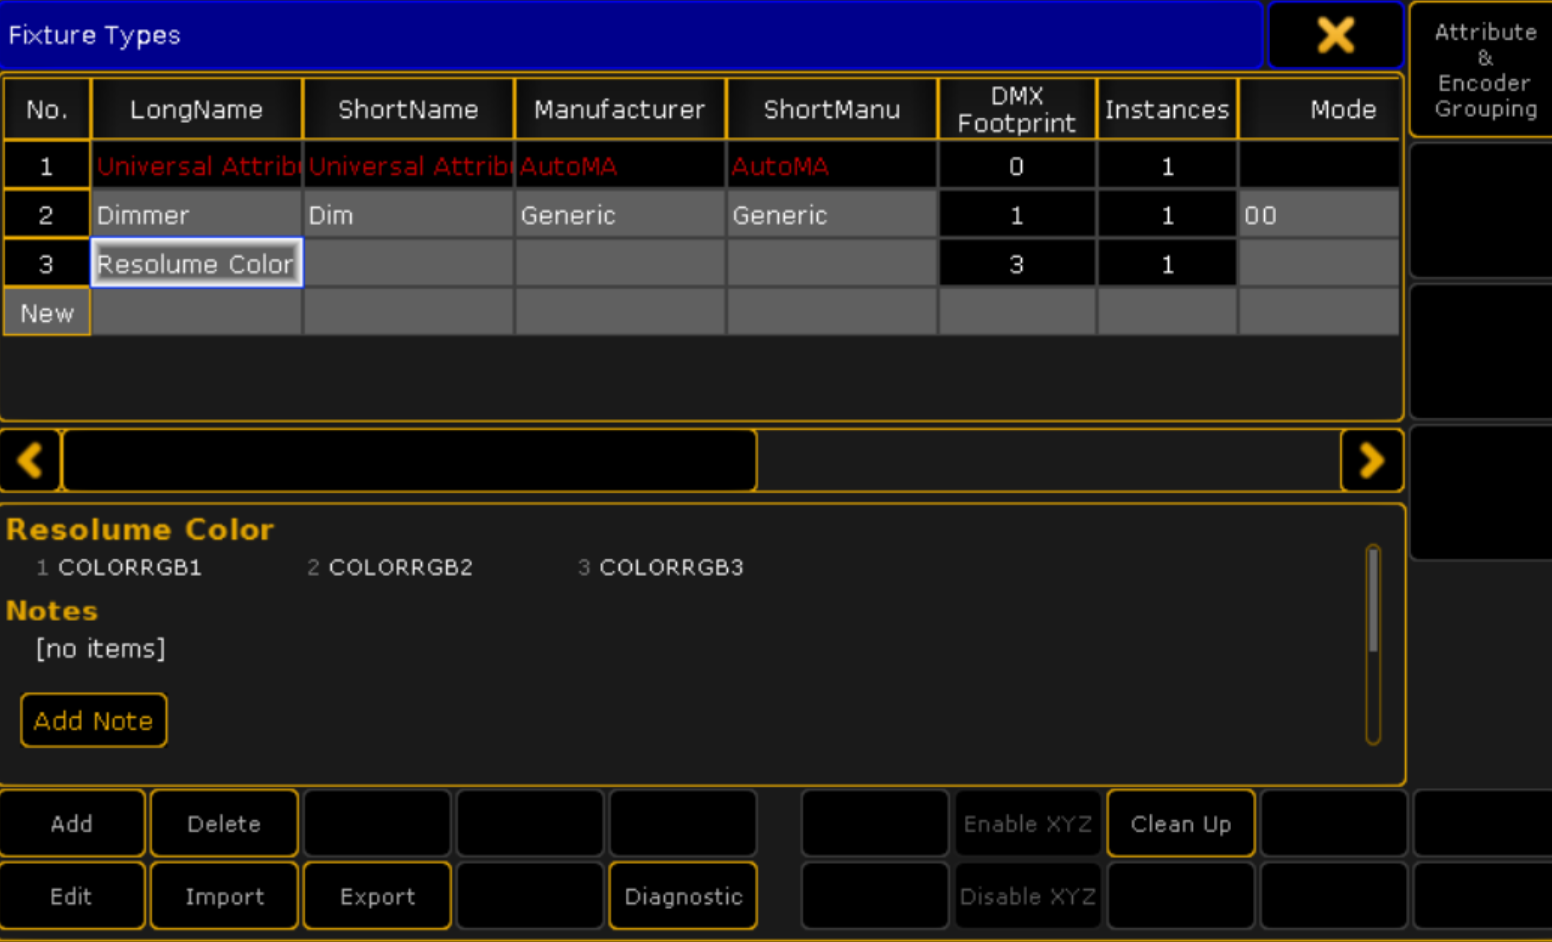 Fixture Types
Attribute
&
Encoder
Grouping
No. LongName ShortName Manufacturer ShortManu DMX Footprint Instances Mode
1 Universal Attrib Universal Attrib AutoMA AutoMA 0 1
2 Dimmer Dim Generic Generic 1 1 00
3 Resolume Color 3 1
New
Resolume Color
1 COLORRGB1 2 COLORRGB2 3 COLORRGB3
Notes
[no items]
Add Note
Add Delete Enable XYZ Clean Up
Edit Import Export Diagnostic Disable XYZ